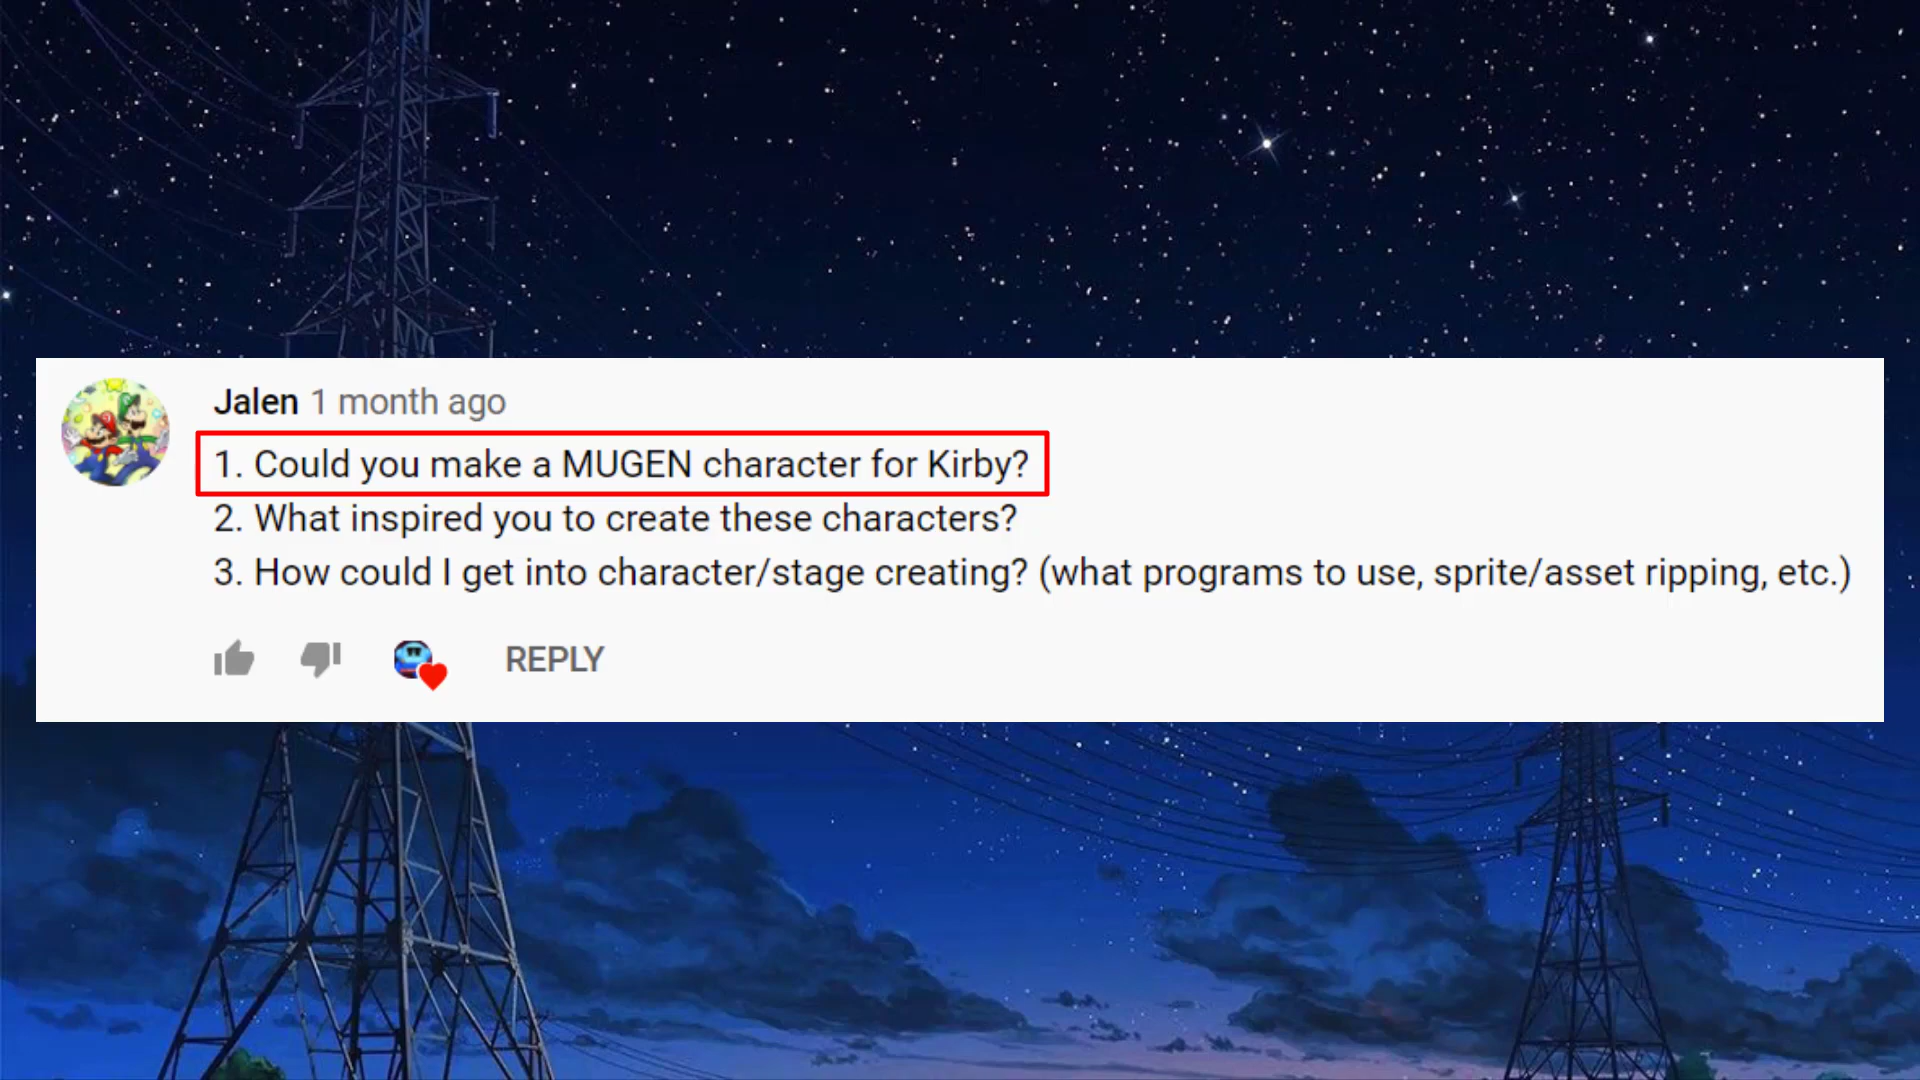 Jalen 1 month ago
1. Could you make a MUGEN character for Kirby?
2. What inspired you to create these characters?
3. How could I get into character/stage creating? (what programs to use, sprite/asset ripping, etc.)
REPLY